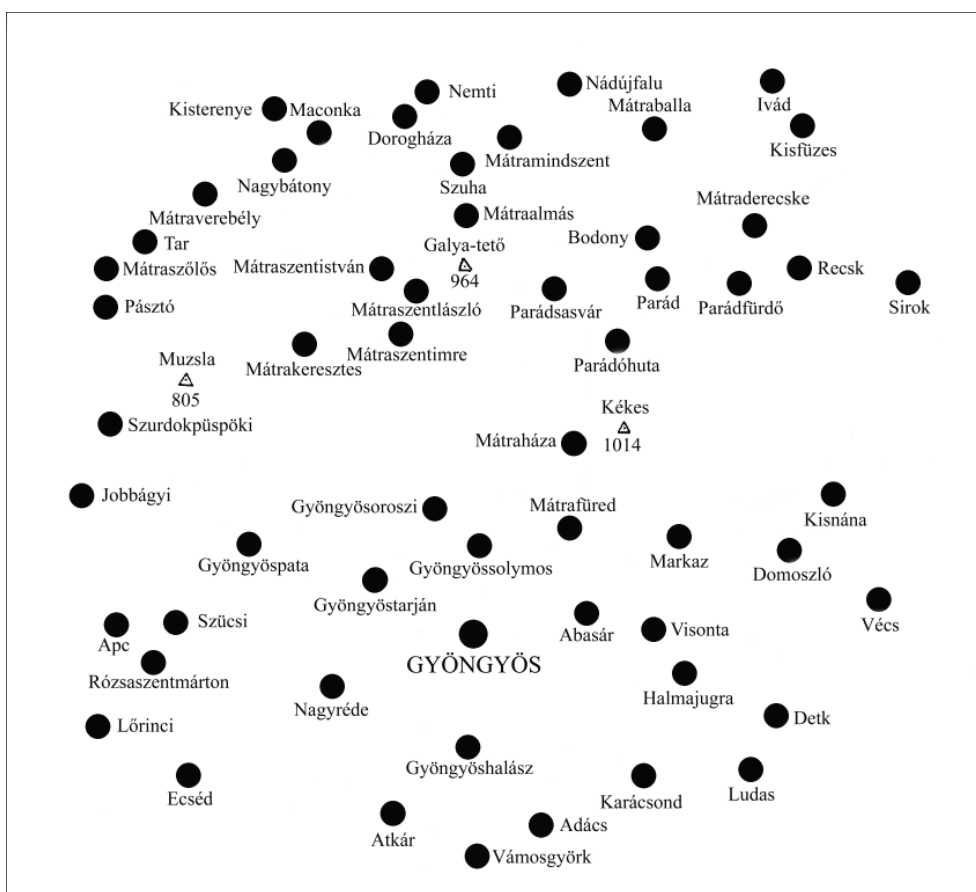 Nádújfalu
Ivád
Nemti
Mátraballa
Kisterenye
Maconka
Dorogháza
Kisfüzes
Mátramindszent
Nagybátony
Szuha
Mátraderecske
Mátraverebély
Mátraalmás
Tar
Galya-tető
964
Bodony
Mátraszőlős
Mátraszentistván
Recsk
Pásztó
Mátraszentlászló
Parádsasvár
Parád
Parádfürdő
Sirok
Muzsla
805
Mátrakeresztes
Mátraszentimre
Parádóhuta
Kékes
1014
Szurdokpüspöki
Mátraháza
Jobbágyi
Gyöngyösoroszi
Mátrafüred
Kisnána
Gyöngyöspata
Gyöngyössolymos
Markaz
Domoszló
Gyöngyöstarján
Szücsi
Vécs
Apc
Abasár
Visonta
GYÖNGYÖS
Rózsaszentmárton
Nagyréde
Halmajugra
Lőrinci
Detk
Gyöngyöshalász
Ecséd
Karácsond
Ludas
Atkár
Adács
Vámosgyörk